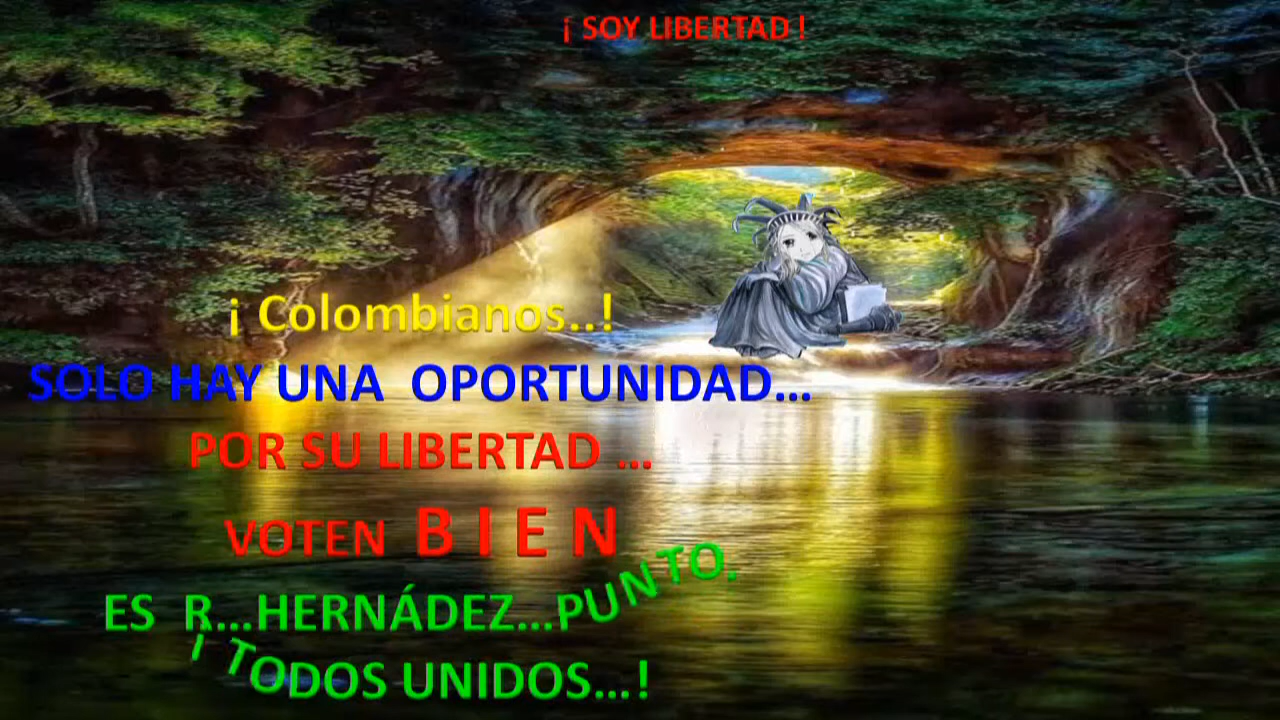 ¡ SOY LIBERTAD !
¡ Colombianos..!
SOLO HAY UNA OPORTUNIDAD...
POR SU LIBERTAD ...
VOTEN B I E N
ES R...HERNÁDEZ...PUNTO.
¡ TODOS UNIDOS...!